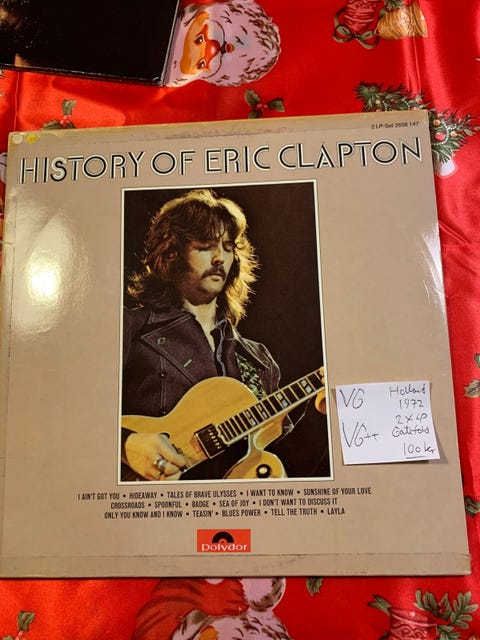 2 LP-Set 2658 147
HISTORY OF ERIC CLAPTON
VG
VG++
Holland
1972
2 x LP
Gatefold
100 kr
I AIN'T GOT YOU • HIDEAWAY • TALES OF BRAVE ULYSSES • I WANT TO KNOW • SUNSHINE OF YOUR LOVE
CROSSROADS • SPOONFUL • BADGE • SEA OF JOY • I DON'T WANT TO DISCUSS IT
ONLY YOU KNOW AND I KNOW • TEASIN' • BLUES POWER • TELL THE TRUTH • LAYLA
polydor